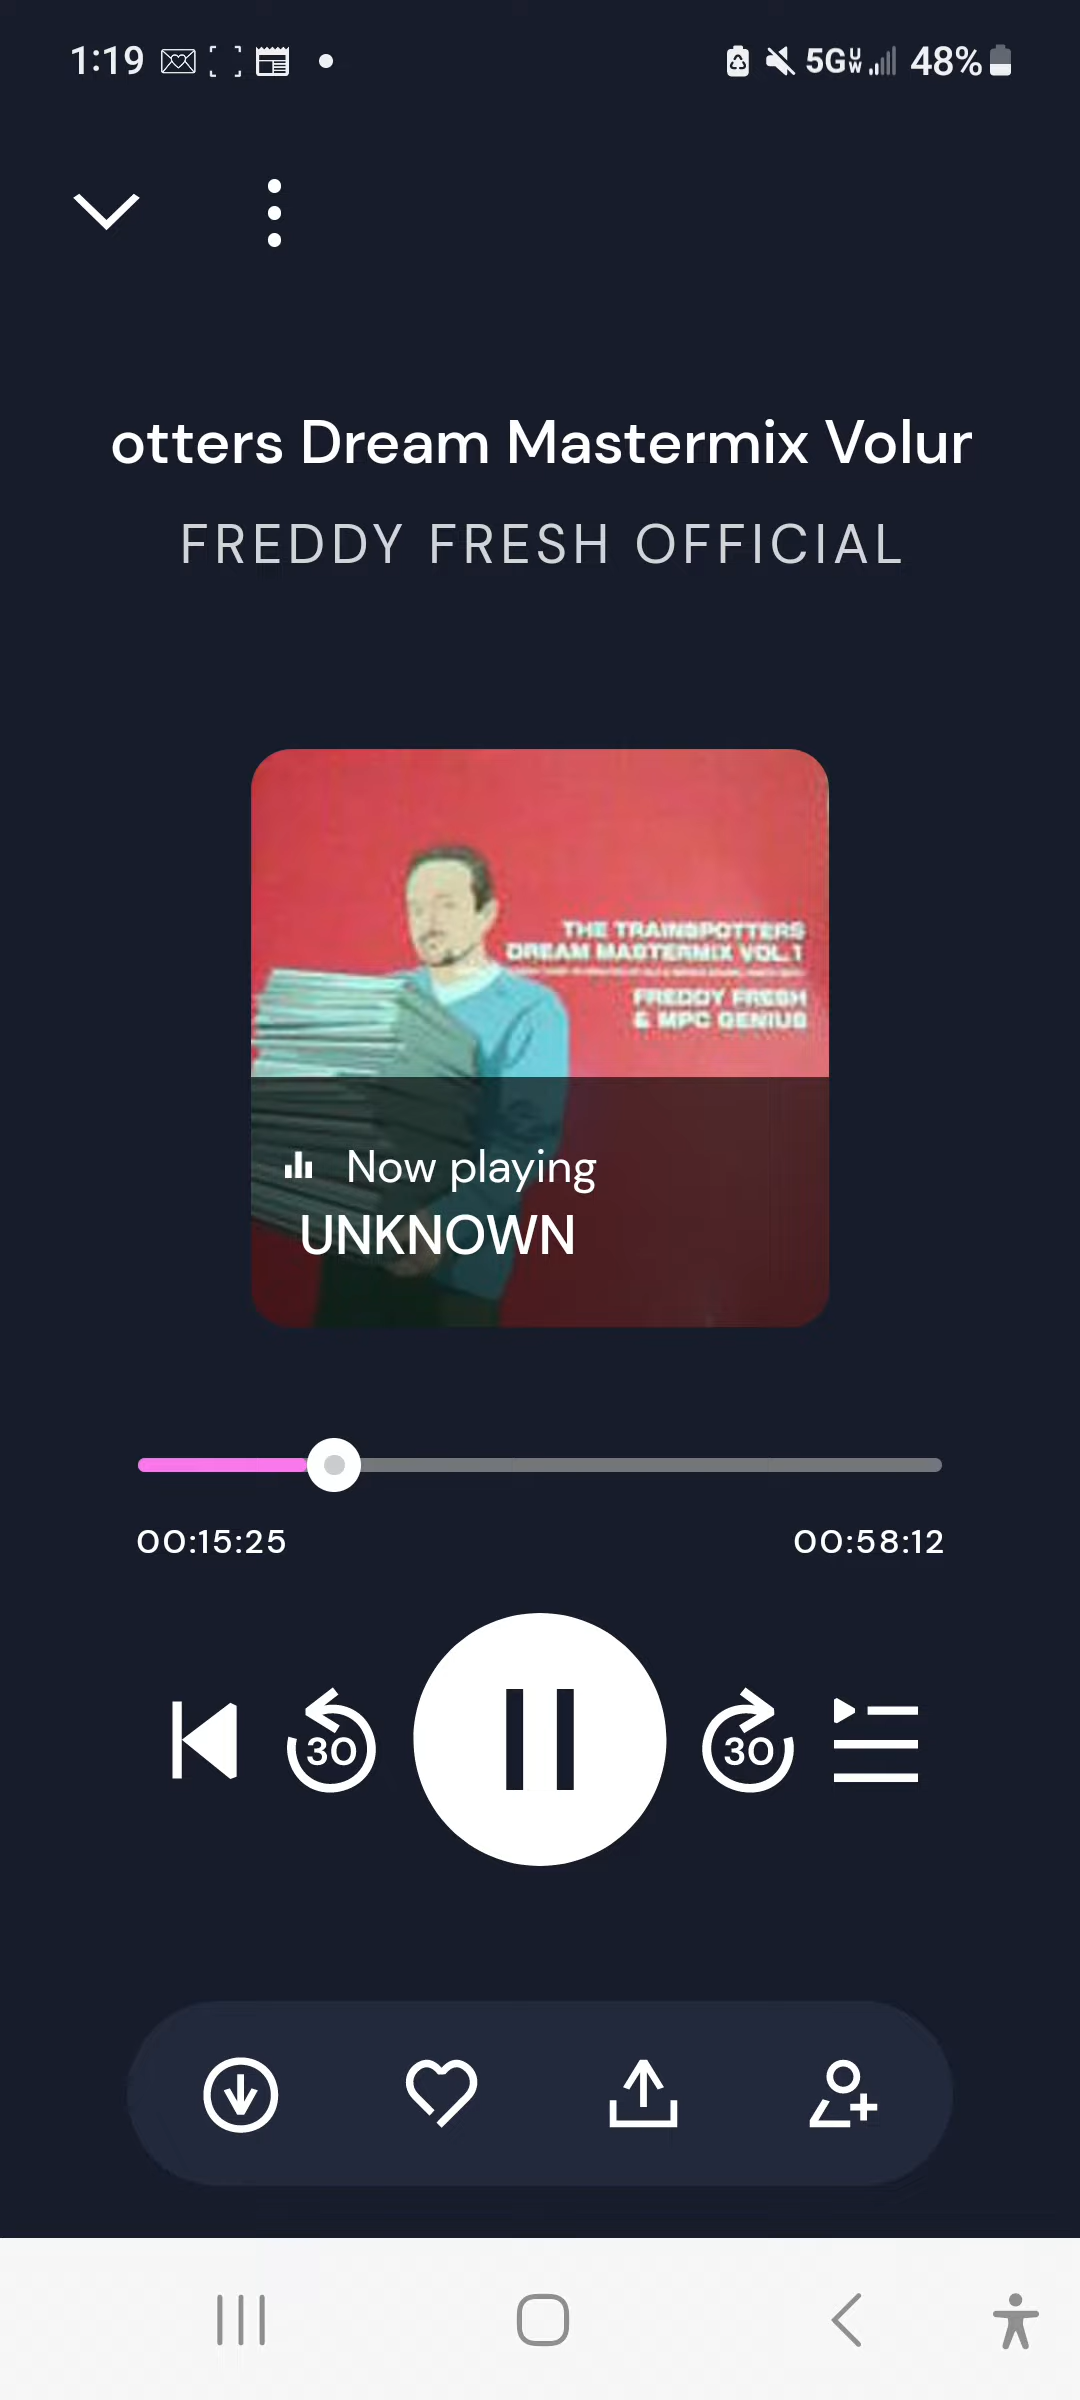 1:19
5G UW 48%
otters Dream Mastermix Volur
FREDDY FRESH OFFICIAL
THE TRAINSPOTTERS
DREAM MASTERMIX VOL.1
FREDDY FRESH
& MPC GENIUS
Now playing
UNKNOWN
00:15:25
00:58:12
30
30